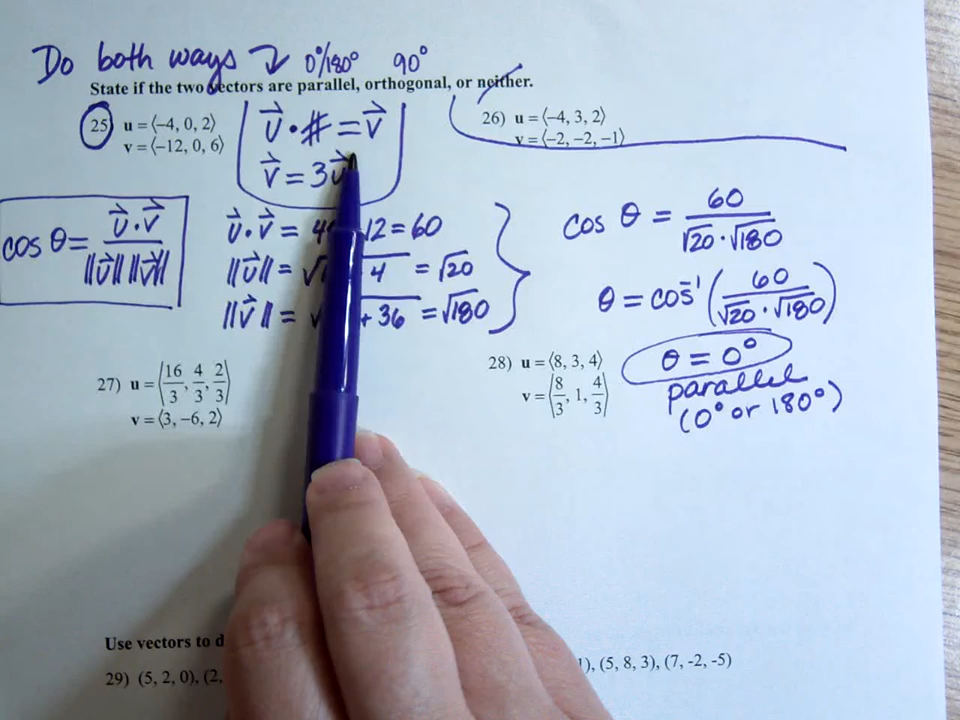 Do both ways ↴ 0°/180° 90°
State if the two vectors are parallel, orthogonal, or neither.
25) u = ⟨-4, 0, 2⟩
v = ⟨-12, 0, 6⟩
u⃗ · # = v⃗
v⃗ = 3u⃗
26) u = ⟨-4, 3, 2⟩
v = ⟨-2, -2, -1⟩
cos θ = u⃗ · v⃗ / ||u⃗|| ||v⃗||
u⃗ · v⃗ = 4 12 = 60
||u⃗|| = √ 4 = √20
||v⃗|| = √ + 36 = √180
cos θ = 60 / √20 · √180
θ = cos⁻¹ (60 / √20 · √180)
θ = 0°
parallel
(0° or 180°)
27) u = ⟨16/3, 4/3, 2/3⟩
v = ⟨3, -6, 2⟩
28) u = ⟨8, 3, 4⟩
v = ⟨8/3, 1, 4/3⟩
Use vectors to d
29) (5, 2, 0), (2,
), (5, 8, 3), (7, -2, -5)